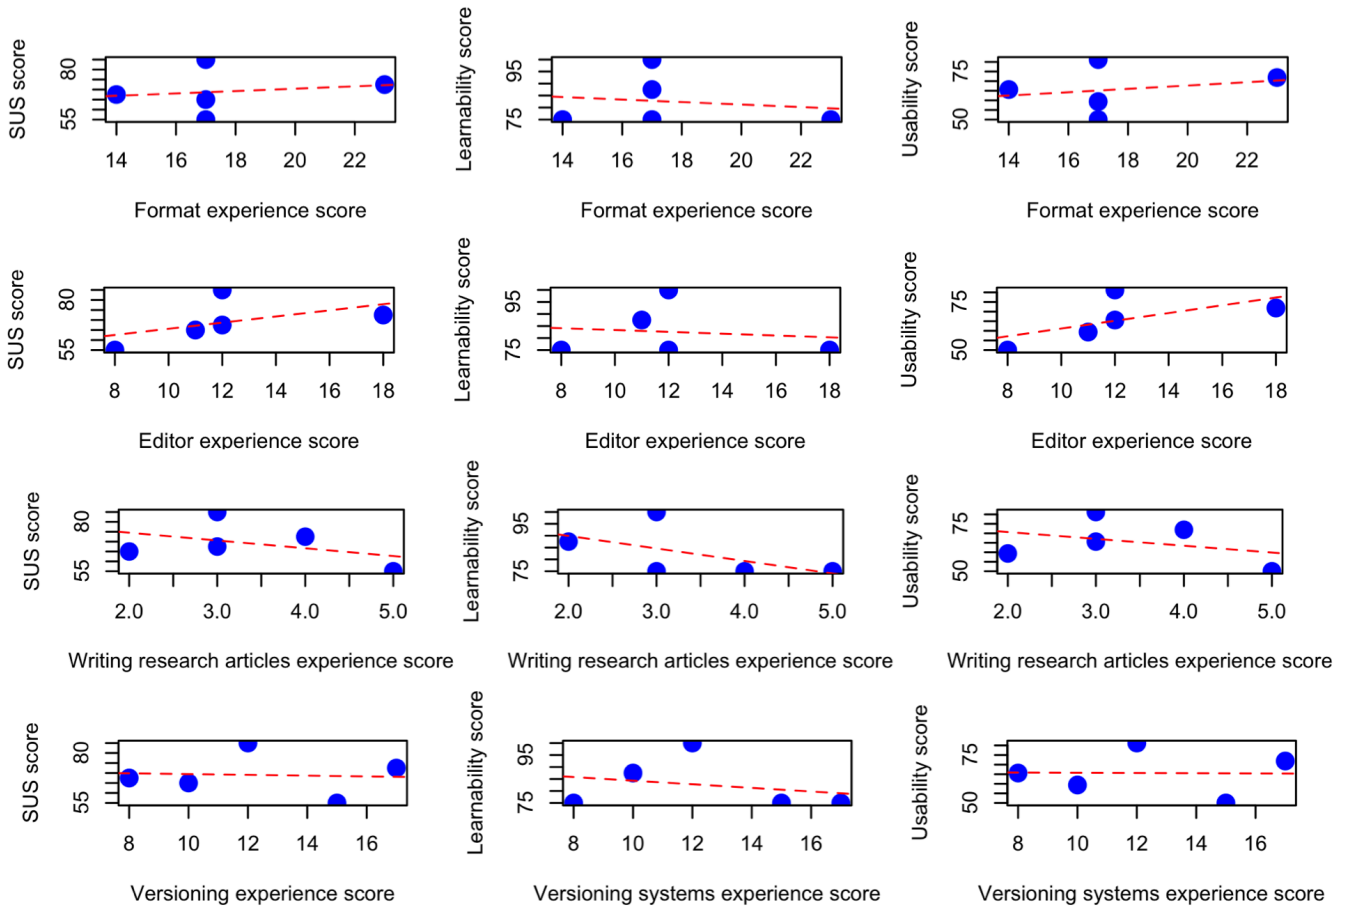 SUS score
80
55
14 16 18 20 22
Format experience score
Learnability score
95
75
14 16 18 20 22
Format experience score
Usability score
75
50
14 16 18 20 22
Format experience score
SUS score
80
55
8 10 12 14 16 18
Editor experience score
Learnability score
95
75
8 10 12 14 16 18
Editor experience score
Usability score
75
50
8 10 12 14 16 18
Editor experience score
SUS score
80
55
2.0 3.0 4.0 5.0
Writing research articles experience score
Learnability score
95
75
2.0 3.0 4.0 5.0
Writing research articles experience score
Usability score
75
50
2.0 3.0 4.0 5.0
Writing research articles experience score
SUS score
80
55
8 10 12 14 16
Versioning experience score
Learnability score
95
75
8 10 12 14 16
Versioning systems experience score
Usability score
75
50
8 10 12 14 16
Versioning systems experience score